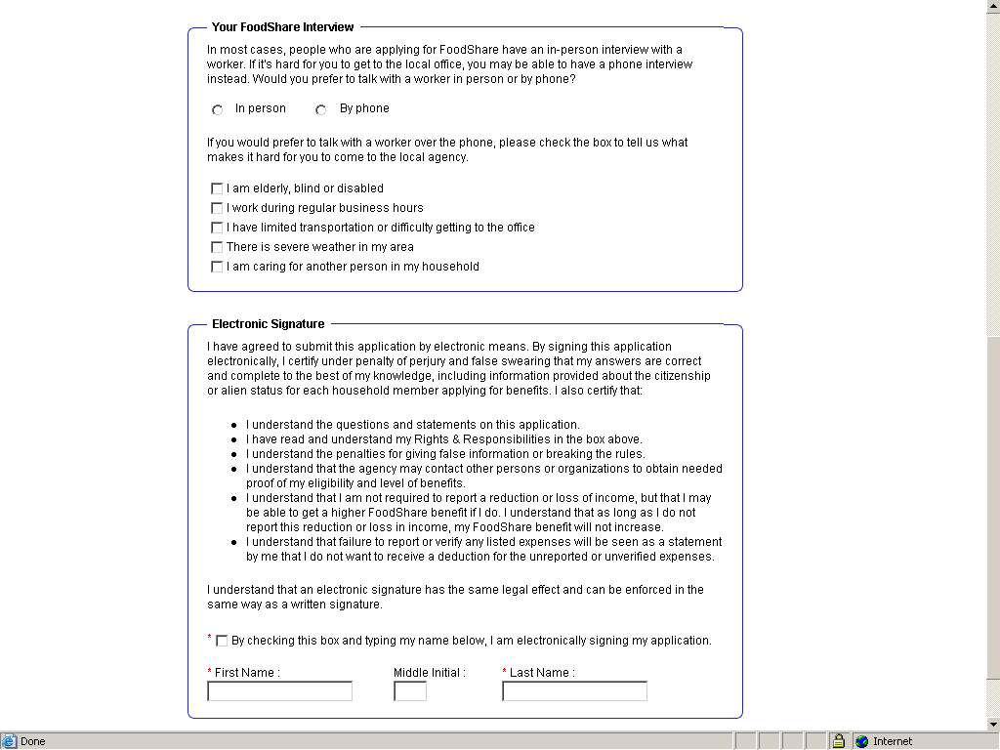 Your FoodShare Interview
In most cases, people who are applying for FoodShare have an in-person interview with a
worker. If it's hard for you to get to the local office, you may be able to have a phone interview
instead. Would you prefer to talk with a worker in person or by phone?
In person By phone
If you would prefer to talk with a worker over the phone, please check the box to tell us what
makes it hard for you to come to the local agency.
I am elderly, blind or disabled
I work during regular business hours
I have limited transportation or difficulty getting to the office
There is severe weather in my area
I am caring for another person in my household
Electronic Signature
I have agreed to submit this application by electronic means. By signing this application
electronically, I certify under penalty of perjury and false swearing that my answers are correct
and complete to the best of my knowledge, including information provided about the citizenship
or alien status for each household member applying for benefits. I also certify that:
• I understand the questions and statements on this application.
• I have read and understand my Rights & Responsibilities in the box above.
• I understand the penalties for giving false information or breaking the rules.
• I understand that the agency may contact other persons or organizations to obtain needed
proof of my eligibility and level of benefits.
• I understand that I am not required to report a reduction or loss of income, but that I may
be able to get a higher FoodShare benefit if I do. I understand that as long as I do not
report this reduction or loss in income, my FoodShare benefit will not increase.
• I understand that failure to report or verify any listed expenses will be seen as a statement
by me that I do not want to receive a deduction for the unreported or unverified expenses.
I understand that an electronic signature has the same legal effect and can be enforced in the
same way as a written signature.
* By checking this box and typing my name below, I am electronically signing my application.
* First Name : Middle Initial : * Last Name :
Done Internet